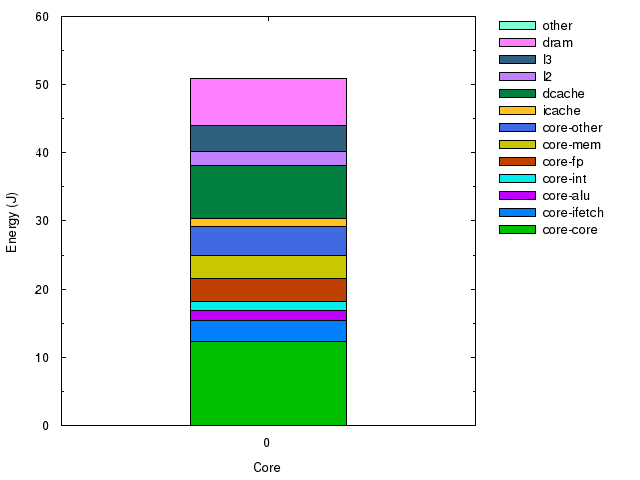 60
50
40
30
20
10
0
Energy (J)
0
Core
other
dram
l3
l2
dcache
icache
core-other
core-mem
core-fp
core-int
core-alu
core-ifetch
core-core